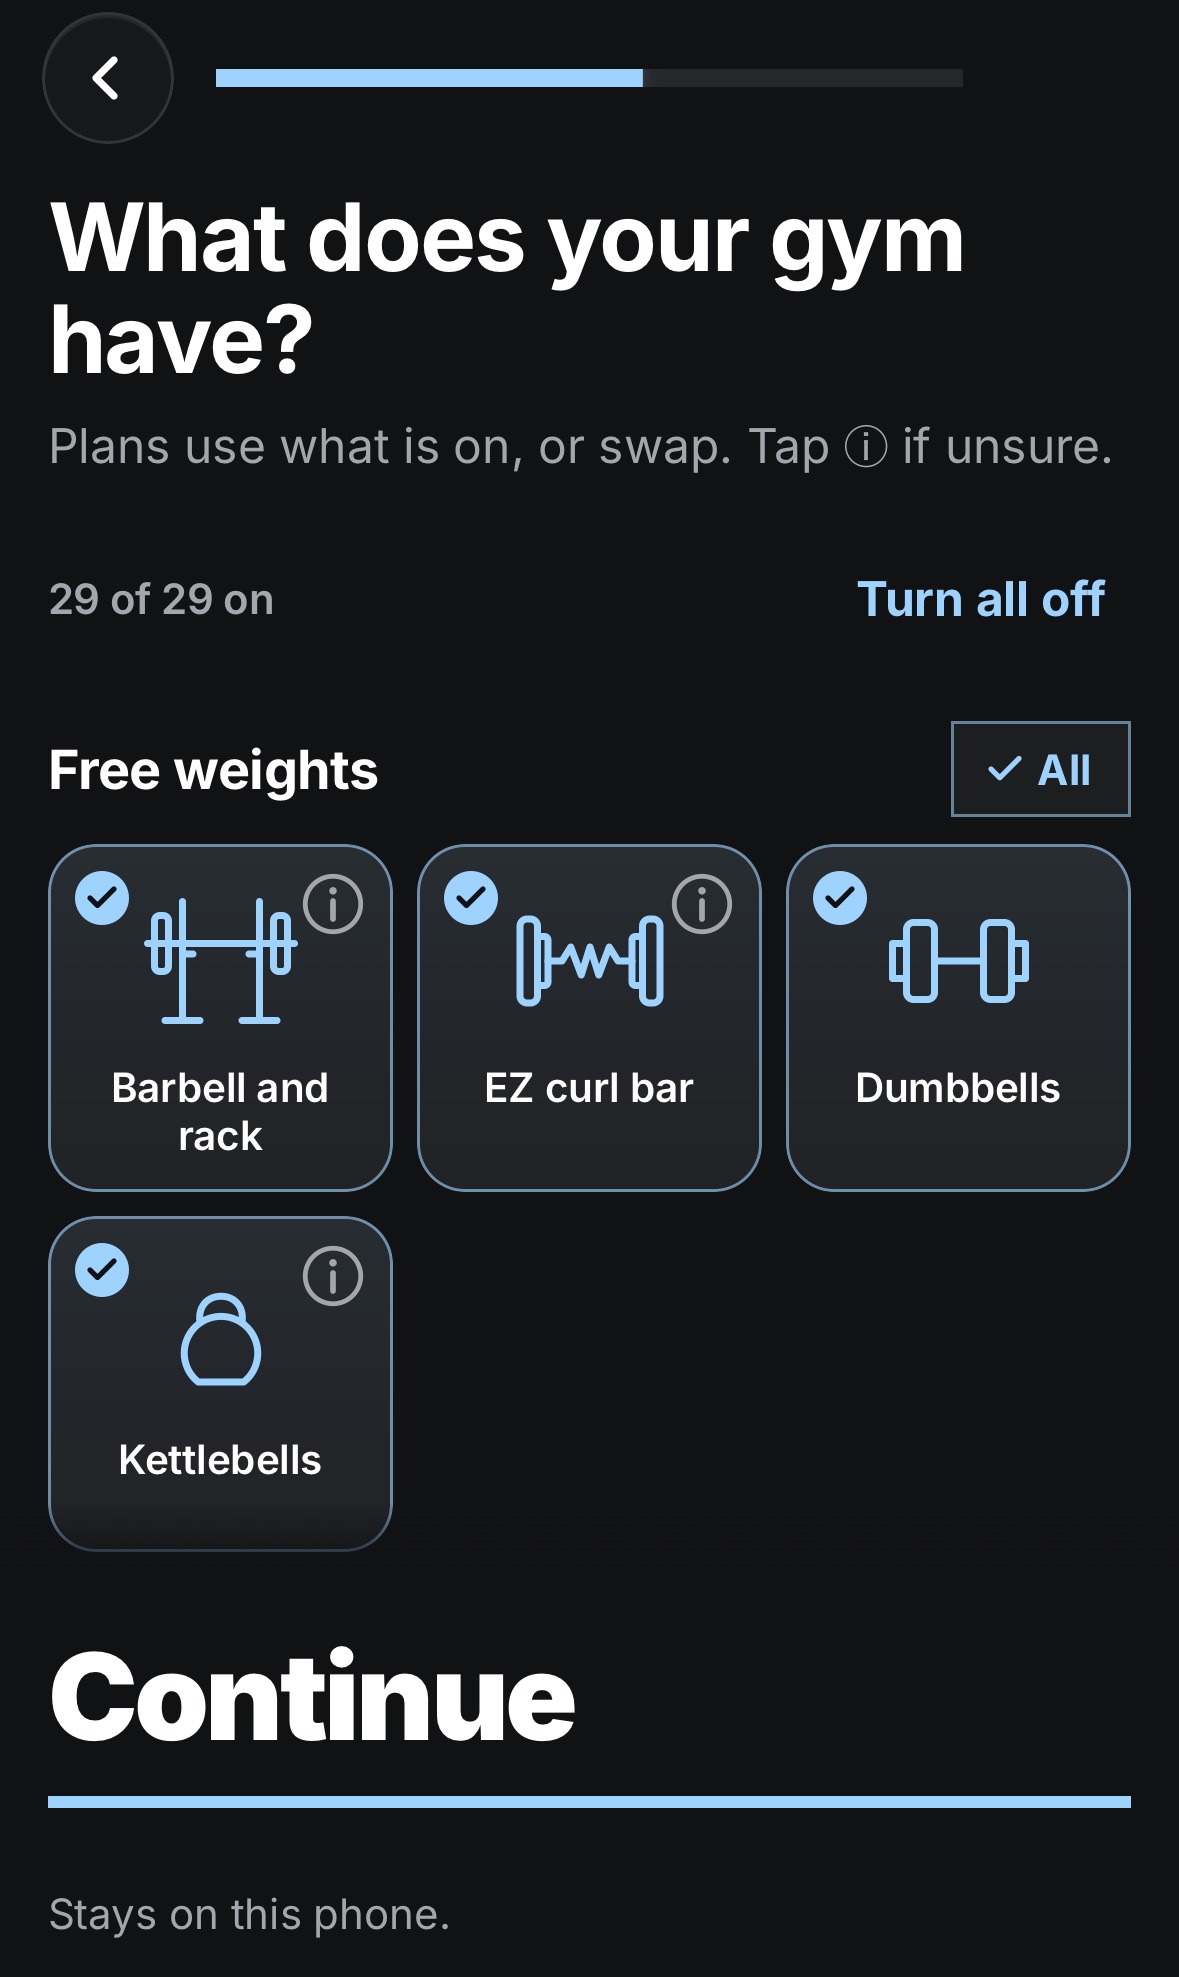 What does your gym
have?
Plans use what is on, or swap. Tap ⓘ if unsure.
29 of 29 on
Turn all off
Free weights
All
Barbell and
rack
EZ curl bar
Dumbbells
Kettlebells
Continue
Stays on this phone.